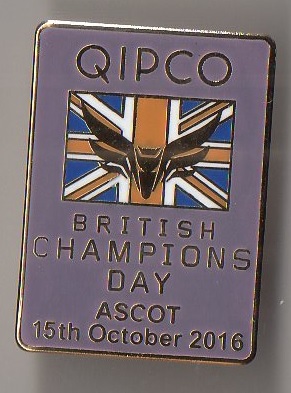 QIPCO
BRITISH
CHAMPIONS
DAY
ASCOT
15th October 2016